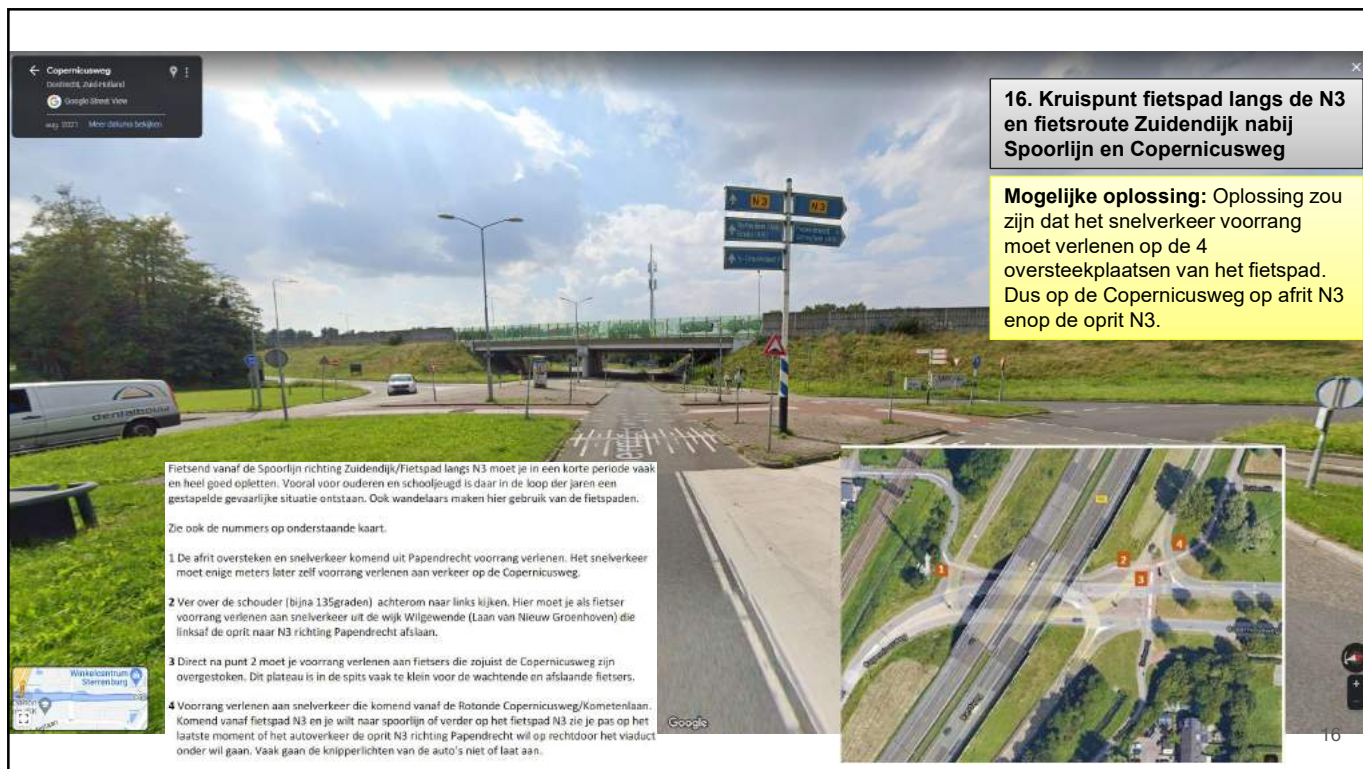 Copernicusweg
Dordrecht, Zuid-Holland
Google Street View
aug. 2021 Meer datums bekijken
16. Kruispunt fietspad langs de N3
en fietsroute Zuidendijk nabij
Spoorlijn en Copernicusweg
Mogelijke oplossing: Oplossing zou
zijn dat het snelverkeer voorrang
moet verlenen op de 4
oversteekplaatsen van het fietspad.
Dus op de Copernicusweg op afrit N3
enop de oprit N3.
N3 N3
dentalbouw
Fietsend vanaf de Spoorlijn richting Zuidendijk/Fietspad langs N3 moet je in een korte periode vaak
en heel goed opletten. Vooral voor ouderen en schooljeugd is daar in de loop der jaren een
gestapelde gevaarlijke situatie ontstaan. Ook wandelaars maken hier gebruik van de fietspaden.
Zie ook de nummers op onderstaande kaart.
1 De afrit oversteken en snelverkeer komend uit Papendrecht voorrang verlenen. Het snelverkeer
moet enige meters later zelf voorrang verlenen aan verkeer op de Copernicusweg.
2 Ver over de schouder (bijna 135graden) achterom naar links kijken. Hier moet je als fietser
voorrang verlenen aan snelverkeer uit de wijk Wilgewende (Laan van Nieuw Groenhoven) die
linksaf de oprit naar N3 richting Papendrecht afslaan.
3 Direct na punt 2 moet je voorrang verlenen aan fietsers die zojuist de Copernicusweg zijn
overgestoken. Dit plateau is in de spits vaak te klein voor de wachtende en afslaande fietsers.
4 Voorrang verlenen aan snelverkeer die komend vanaf de Rotonde Copernicusweg/Kometenlaan.
Komend vanaf fietspad N3 en je wilt naar spoorlijn of verder op het fietspad N3 zie je pas op het
laatste moment of het autoverkeer de oprit N3 richting Papendrecht wil op rechtdoor het viaduct
onder wil gaan. Vaak gaan de knipperlichten van de auto's niet of laat aan.
Winkelcentrum
Sterrenburg
Google
1
2
3
4
Copernicusweg
16